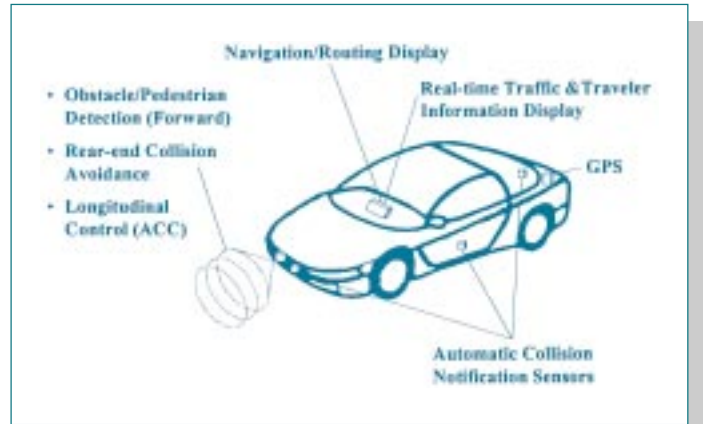 Navigation/Routing Display
• Obstacle/Pedestrian
Detection (Forward)
• Rear-end Collision
Avoidance
• Longitudinal
Control (ACC)
Real-time Traffic & Traveler
Information Display
GPS
Automatic Collision
Notification Sensors